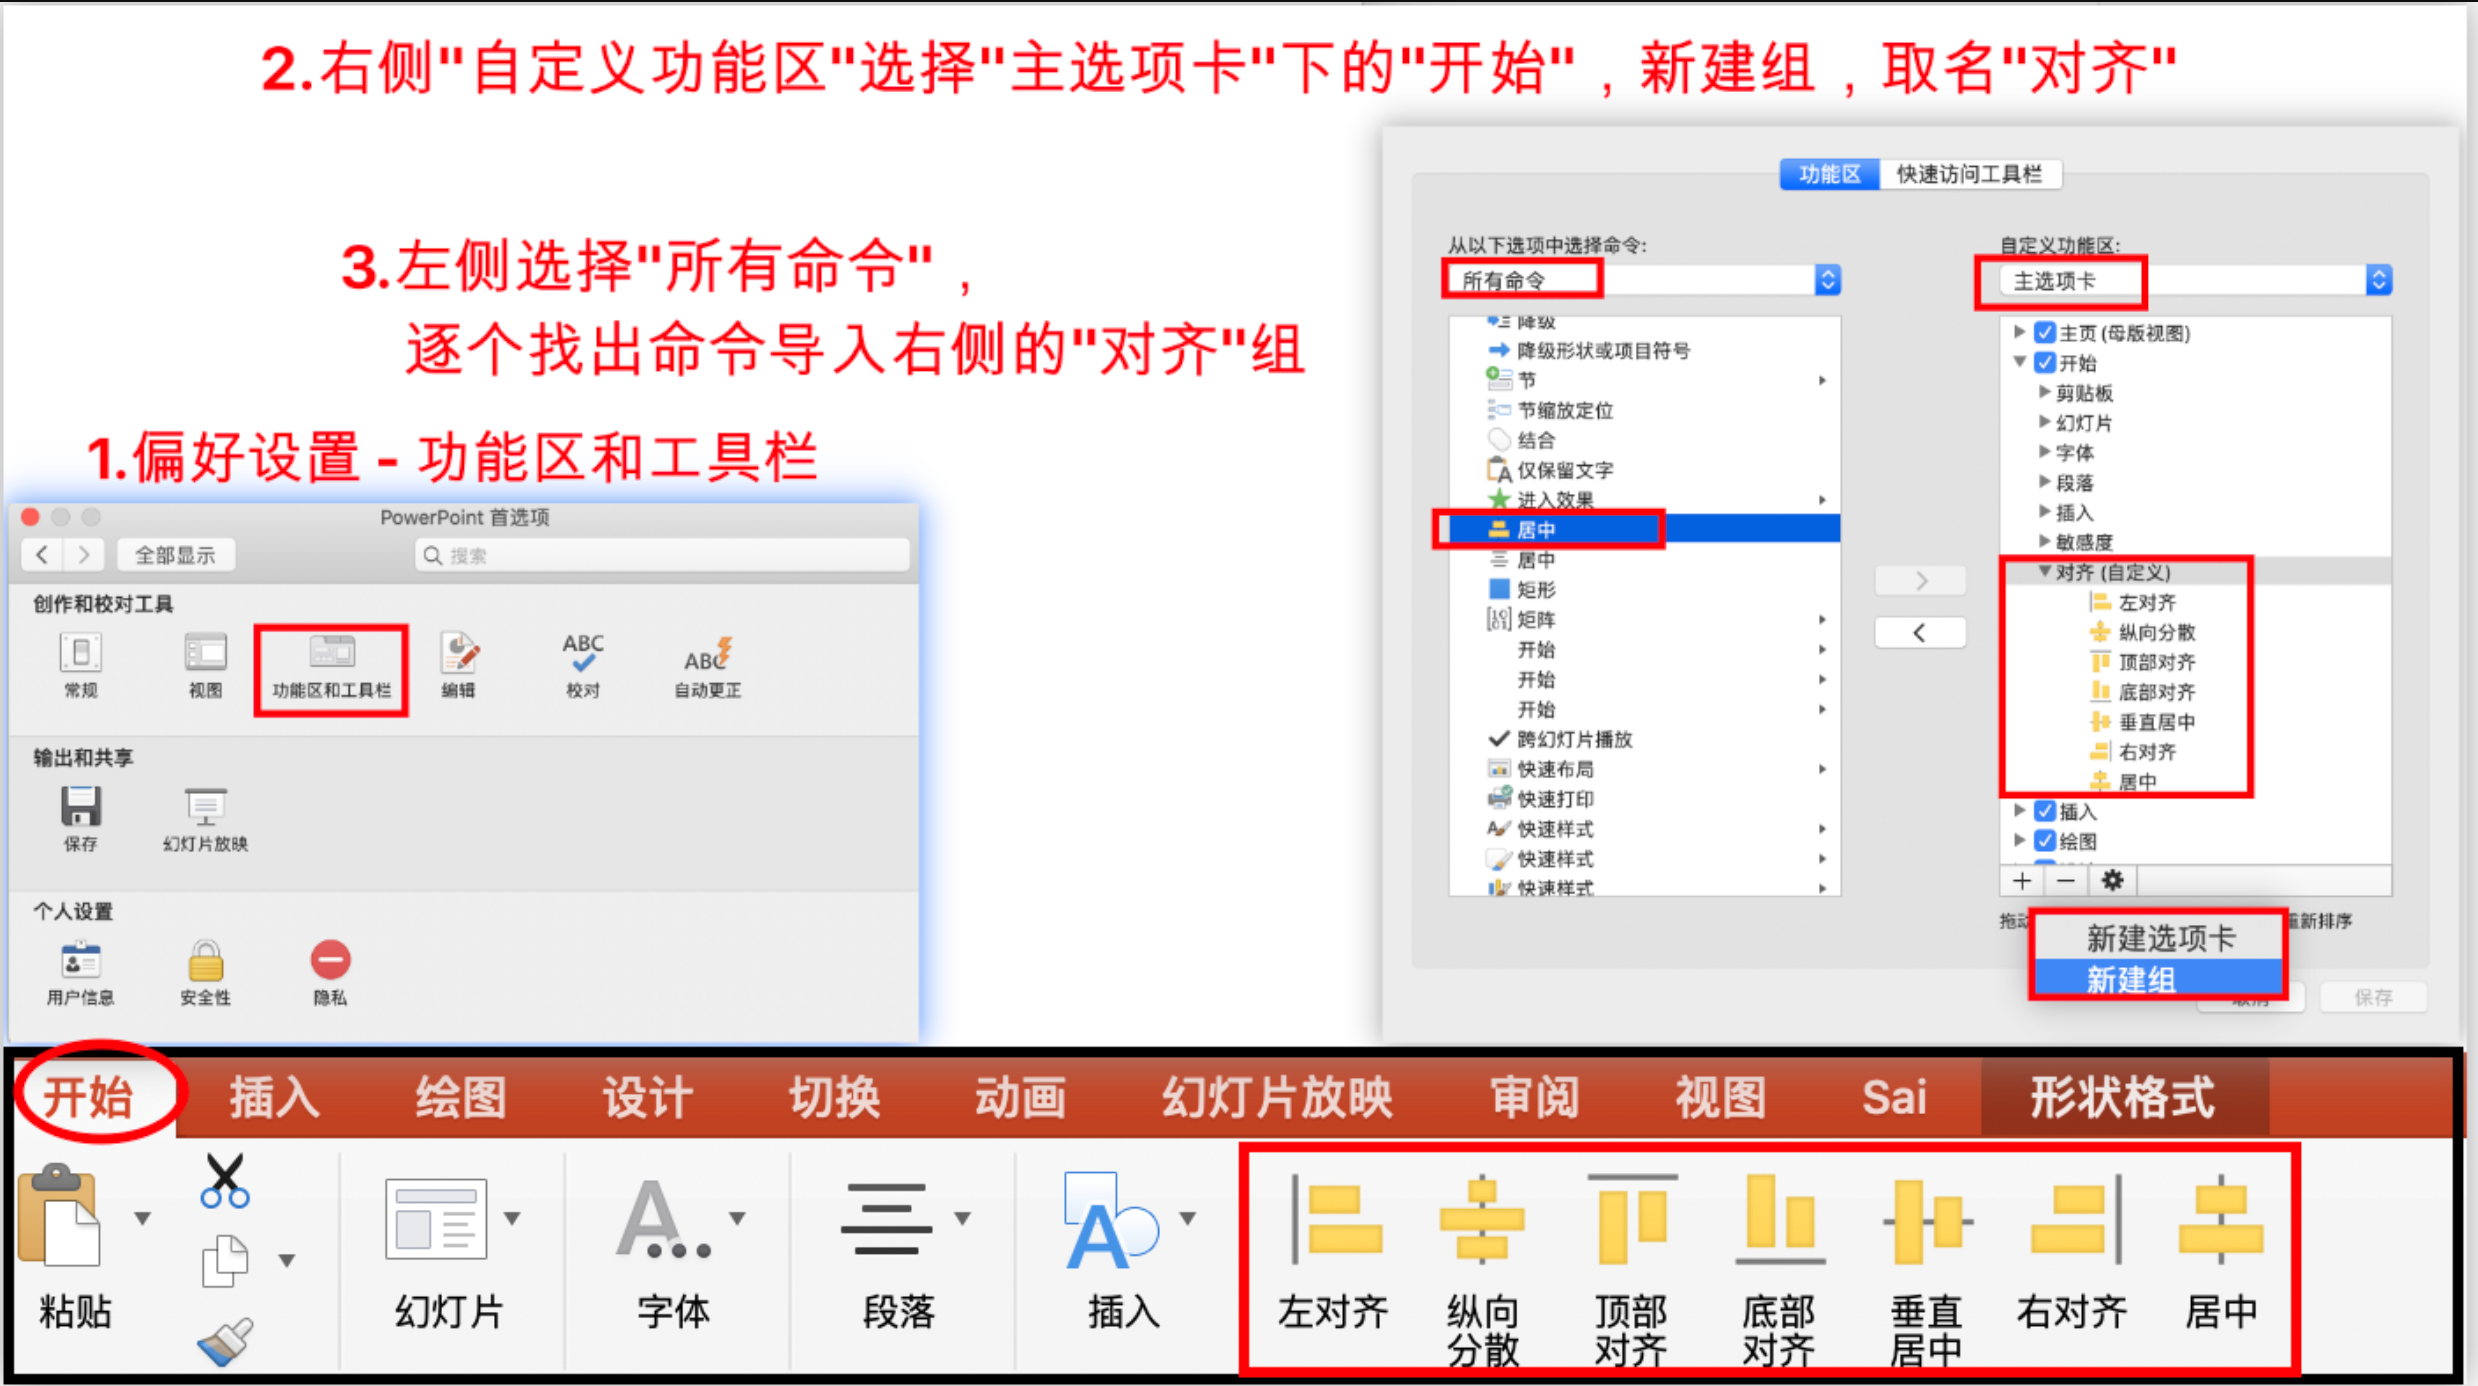 2.右侧"自定义功能区"选择"主选项卡"下的"开始"，新建组，取名"对齐"
3.左侧选择"所有命令"，
逐个找出命令导入右侧的"对齐"组
1.偏好设置 - 功能区和工具栏
PowerPoint 首选项
全部显示
搜索
创作和校对工具
常规
视图
功能区和工具栏
编辑
ABC
校对
ABC
自动更正
输出和共享
保存
幻灯片放映
个人设置
用户信息
安全性
隐私
功能区
快速访问工具栏
从以下选项中选择命令:
所有命令
降级
降级形状或项目符号
节
节缩放定位
结合
仅保留文字
进入效果
居中
居中
矩形
矩阵
开始
开始
开始
跨幻灯片播放
快速布局
快速打印
快速样式
快速样式
快速样式
自定义功能区:
主选项卡
主页 (母版视图)
开始
剪贴板
幻灯片
字体
段落
插入
敏感度
对齐 (自定义)
左对齐
纵向分散
顶部对齐
底部对齐
垂直居中
右对齐
居中
插入
绘图
拖动
重新排序
新建选项卡
新建组
取消
保存
开始
插入
绘图
设计
切换
动画
幻灯片放映
审阅
视图
Sai
形状格式
粘贴
幻灯片
字体
段落
插入
左对齐
纵向
分散
顶部
对齐
底部
对齐
垂直
居中
右对齐
居中